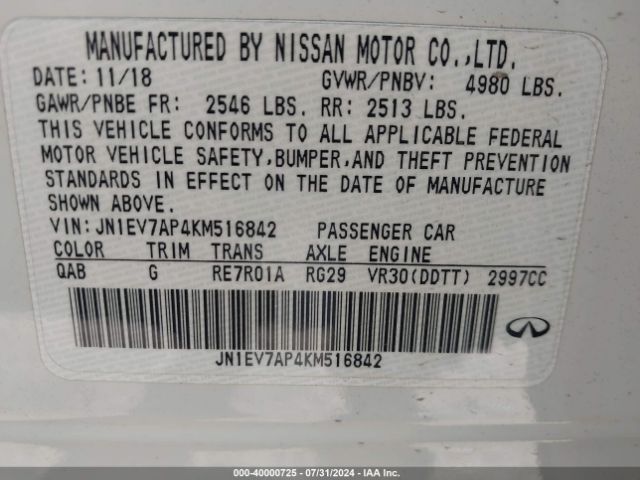 MANUFACTURED BY NISSAN MOTOR CO.,LTD.
DATE: 11/18 GVWR/PNBV: 4980 LBS.
GAWR/PNBE FR: 2546 LBS. RR: 2513 LBS.
THIS VEHICLE CONFORMS TO ALL APPLICABLE FEDERAL
MOTOR VEHICLE SAFETY,BUMPER,AND THEFT PREVENTION
STANDARDS IN EFFECT ON THE DATE OF MANUFACTURE
SHOWN ABOVE.
VIN: JN1EV7AP4KM516842 PASSENGER CAR
COLOR TRIM TRANS AXLE ENGINE
QAB G RE7R01A RG29 VR30(DDTT) 2997CC
JN1EV7AP4KM516842
000-40000725 - 07/31/2024 - IAAI.COM